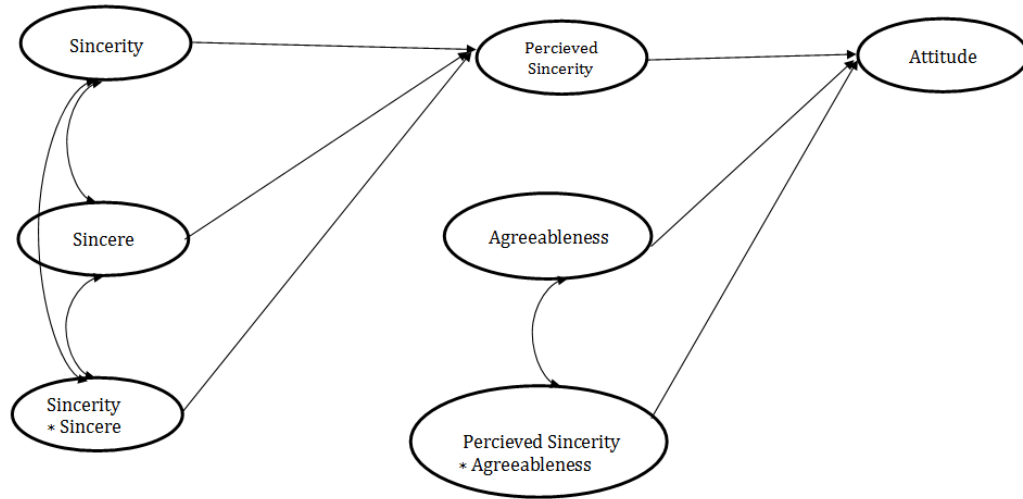 Sincerity
Percieved
Sincerity
Attitude
Sincere
Agreeableness
Sincerity
* Sincere
Percieved Sincerity
* Agreeableness